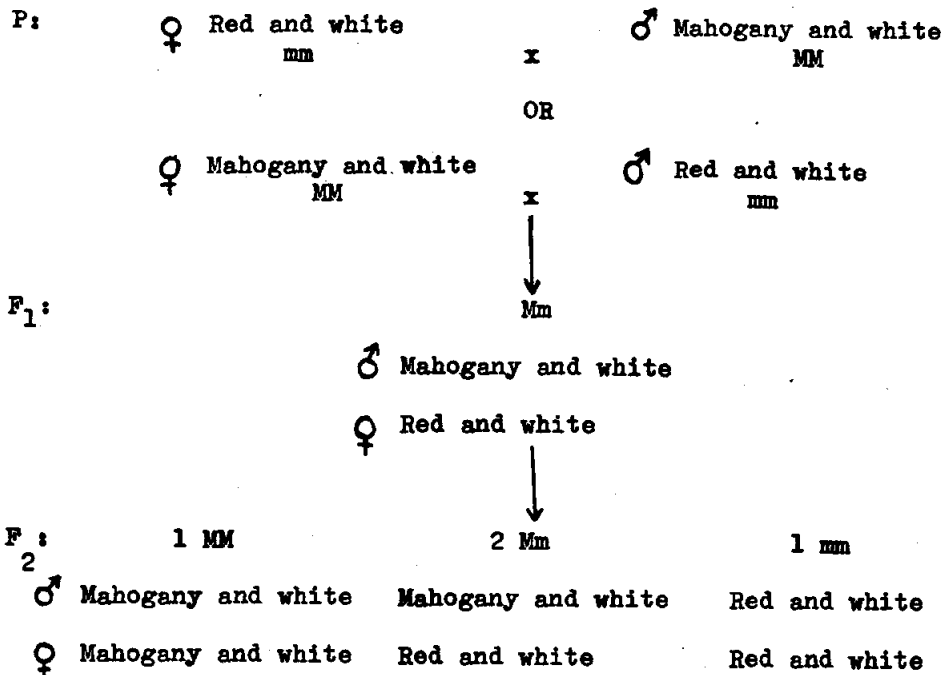 P: ♀ Red and white ♂ Mahogany and white
mm x MM
OR
♀ Mahogany and white ♂ Red and white
MM x mm
F1: Mm
♂ Mahogany and white
♀ Red and white
F2: 1 MM 2 Mm 1 mm
♂ Mahogany and white Mahogany and white Red and white
♀ Mahogany and white Red and white Red and white